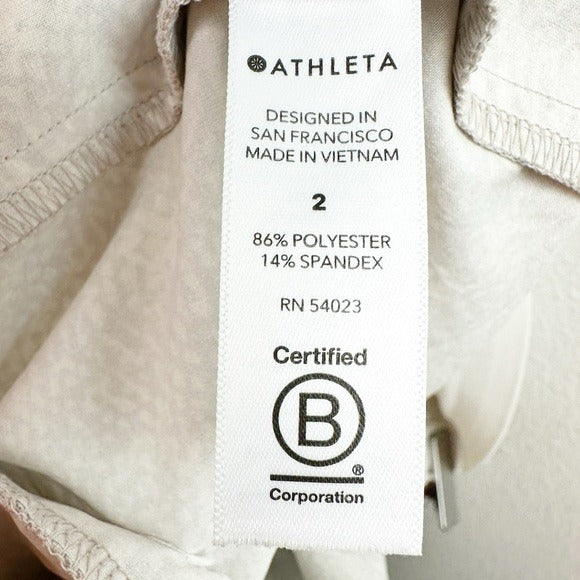 ATHLETA
DESIGNED IN
SAN FRANCISCO
MADE IN VIETNAM
2
86% POLYESTER
14% SPANDEX
RN 54023
Certified
B
®
Corporation